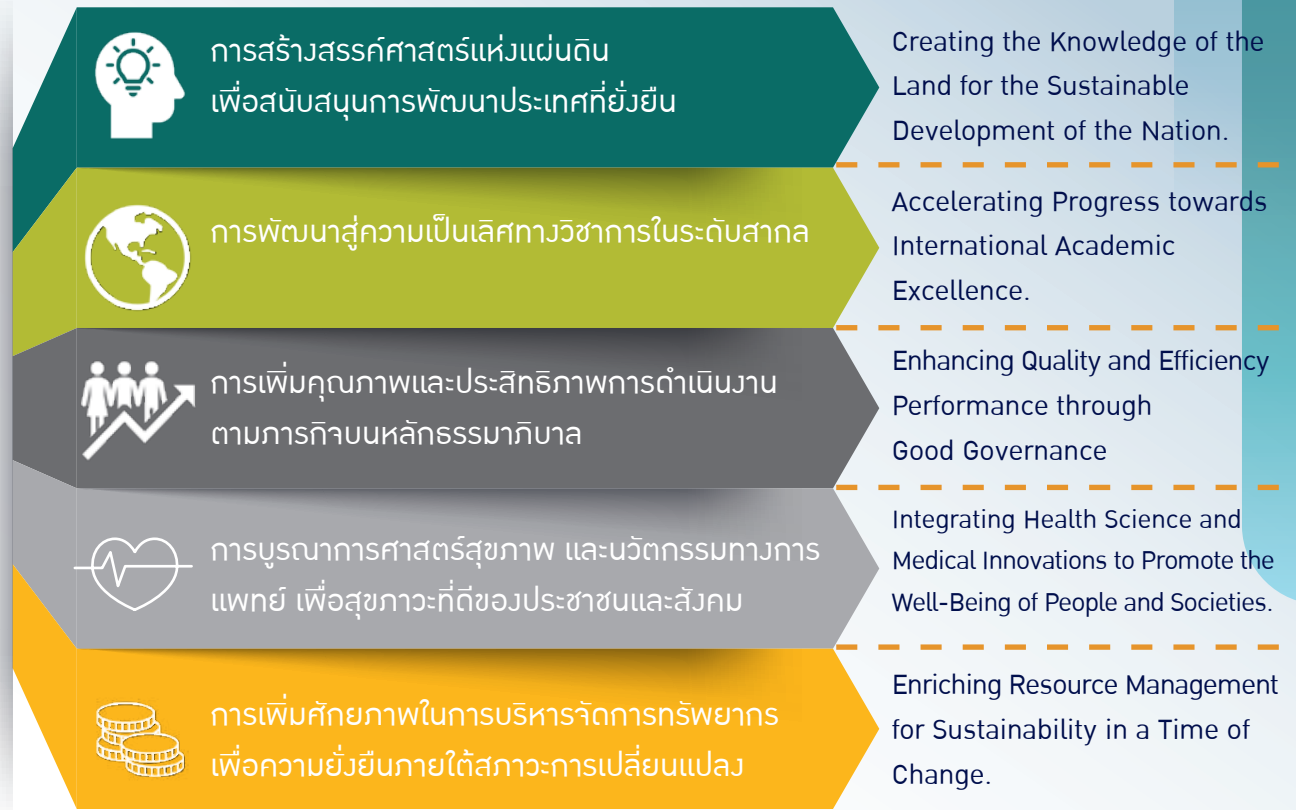 การสร้างสรรค์ศาสตร์แห่งแผ่นดิน
เพื่อสนับสนุนการพัฒนาประเทศที่ยั่งยืน
Creating the Knowledge of the
Land for the Sustainable
Development of the Nation.
การพัฒนาสู่ความเป็นเลิศทางวิชาการในระดับสากล
Accelerating Progress towards
International Academic
Excellence.
การเพิ่มคุณภาพและประสิทธิภาพการดำเนินงาน
ตามภารกิจบนหลักธรรมาภิบาล
Enhancing Quality and Efficiency
Performance through
Good Governance
การบูรณาการศาสตร์สุขภาพ และนวัตกรรมทางการ
แพทย์ เพื่อสุขภาวะที่ดีของประชาชนและสังคม
Integrating Health Science and
Medical Innovations to Promote the
Well-Being of People and Societies.
การเพิ่มศักยภาพในการบริหารจัดการทรัพยากร
เพื่อความยั่งยืนภายใต้สภาวะการเปลี่ยนแปลง
Enriching Resource Management
for Sustainability in a Time of
Change.